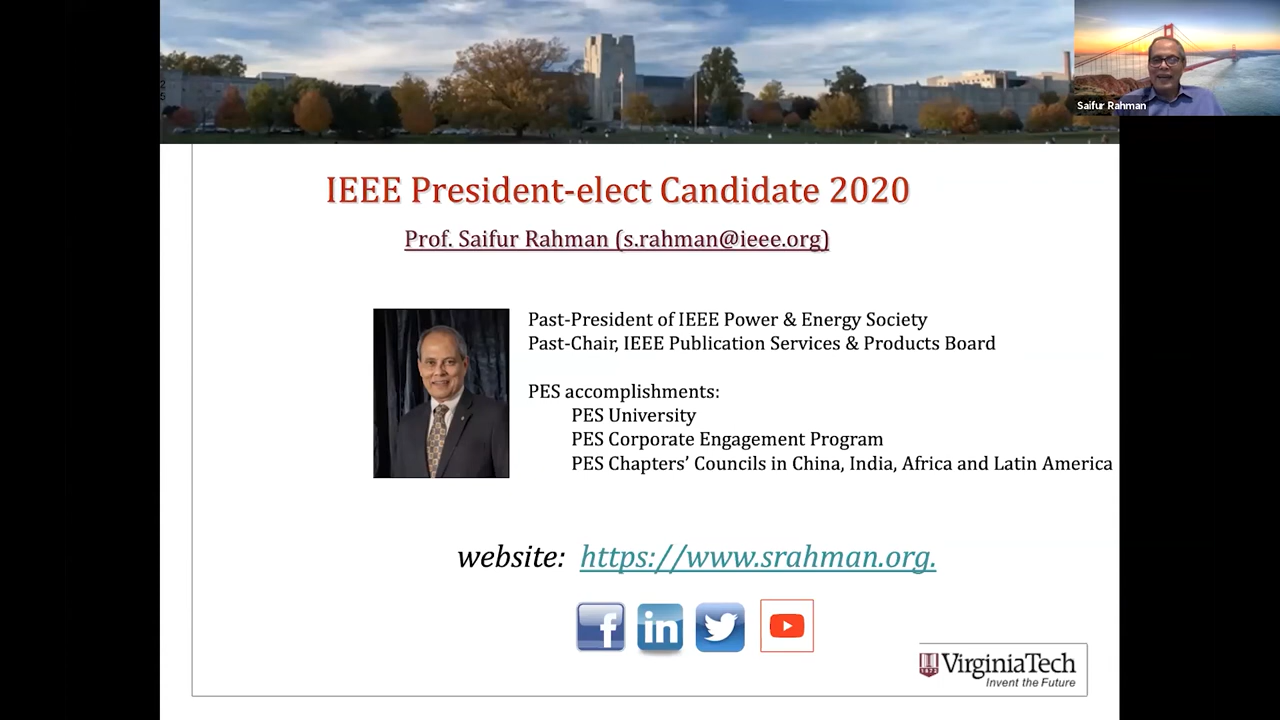 Saifur Rahman
IEEE President-elect Candidate 2020
Prof. Saifur Rahman (s.rahman@ieee.org)
Past-President of IEEE Power & Energy Society
Past-Chair, IEEE Publication Services & Products Board
PES accomplishments:
PES University
PES Corporate Engagement Program
PES Chapters’ Councils in China, India, Africa and Latin America
website: https://www.srahman.org.
f in
1872 VirginiaTech
Invent the Future